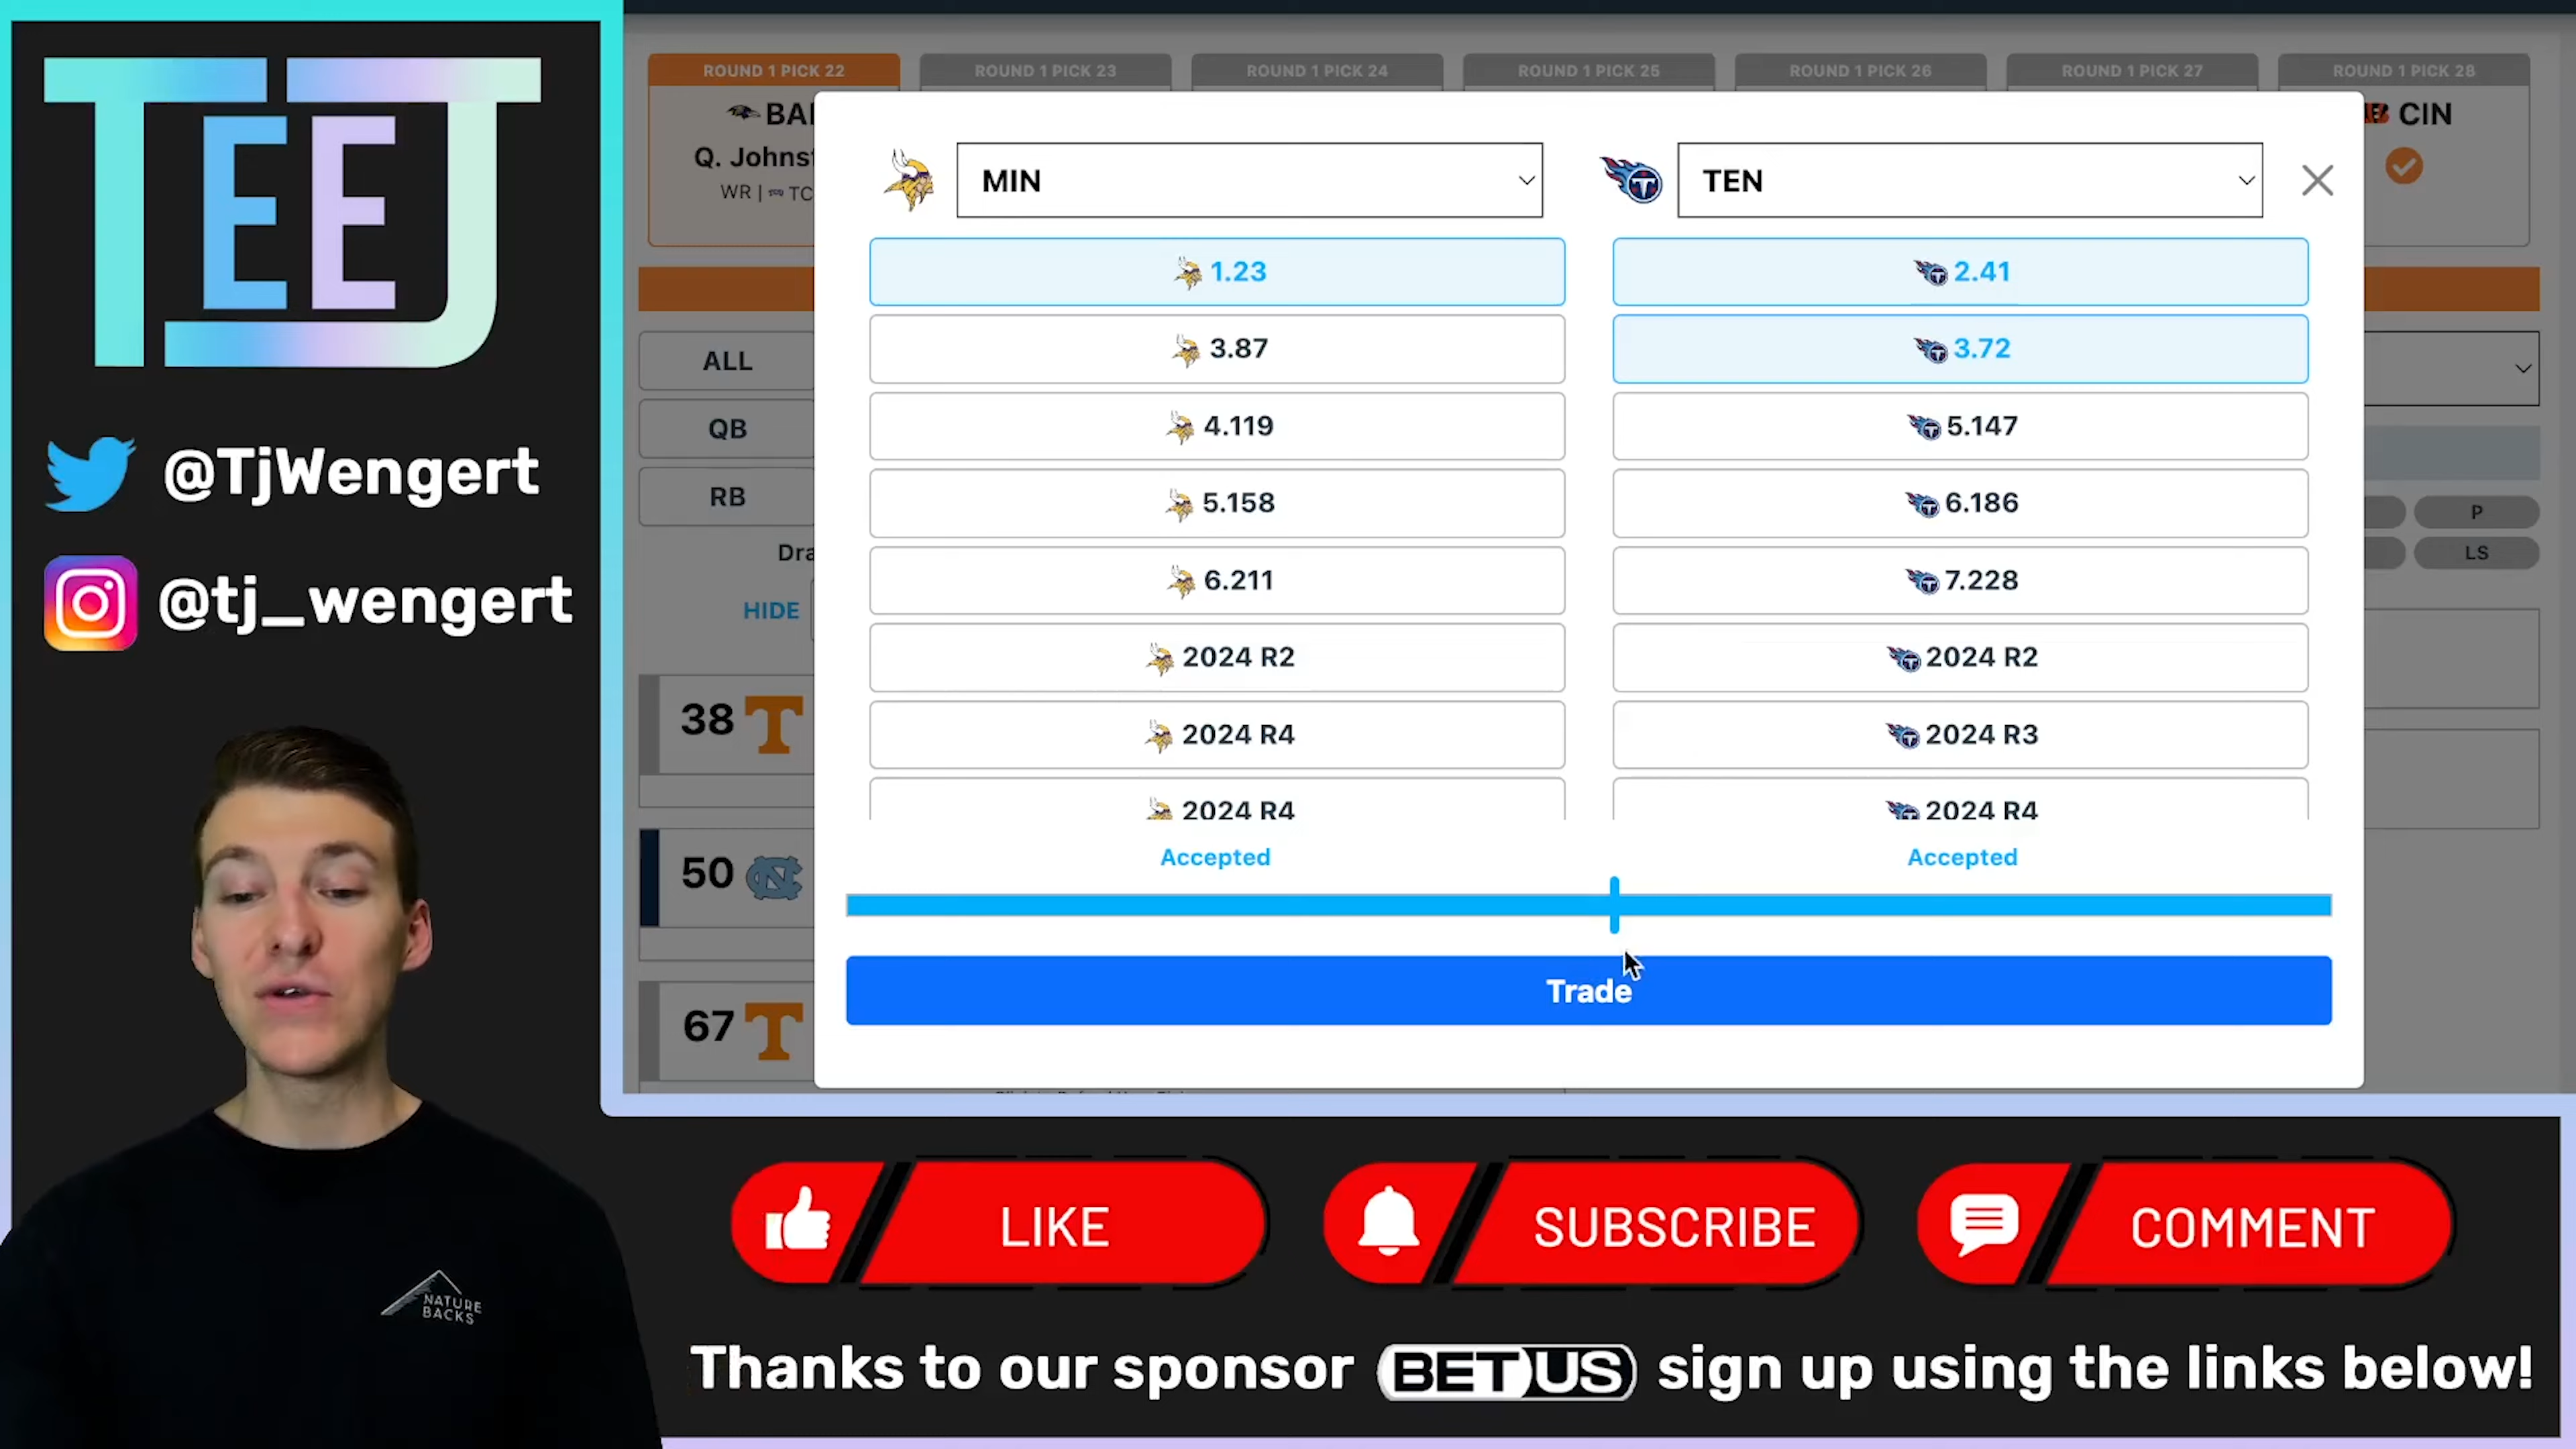 TEEJ
@TjWengert
@tj_wengert
NATURE
BACKS
ROUND 1 PICK 22
ROUND 1 PICK 23
ROUND 1 PICK 24
ROUND 1 PICK 25
ROUND 1 PICK 26
ROUND 1 PICK 27
ROUND 1 PICK 28
CIN
WR |
ALL
QB
RB
HIDE
P
LS
38
50
67
MIN
TEN
1.23
2.41
3.87
3.72
4.119
5.147
5.158
6.186
6.211
7.228
2024 R2
2024 R2
2024 R4
2024 R3
2024 R4
2024 R4
Accepted
Accepted
Trade
LIKE
SUBSCRIBE
COMMENT
Thanks to our sponsor BETUS sign up using the links below!